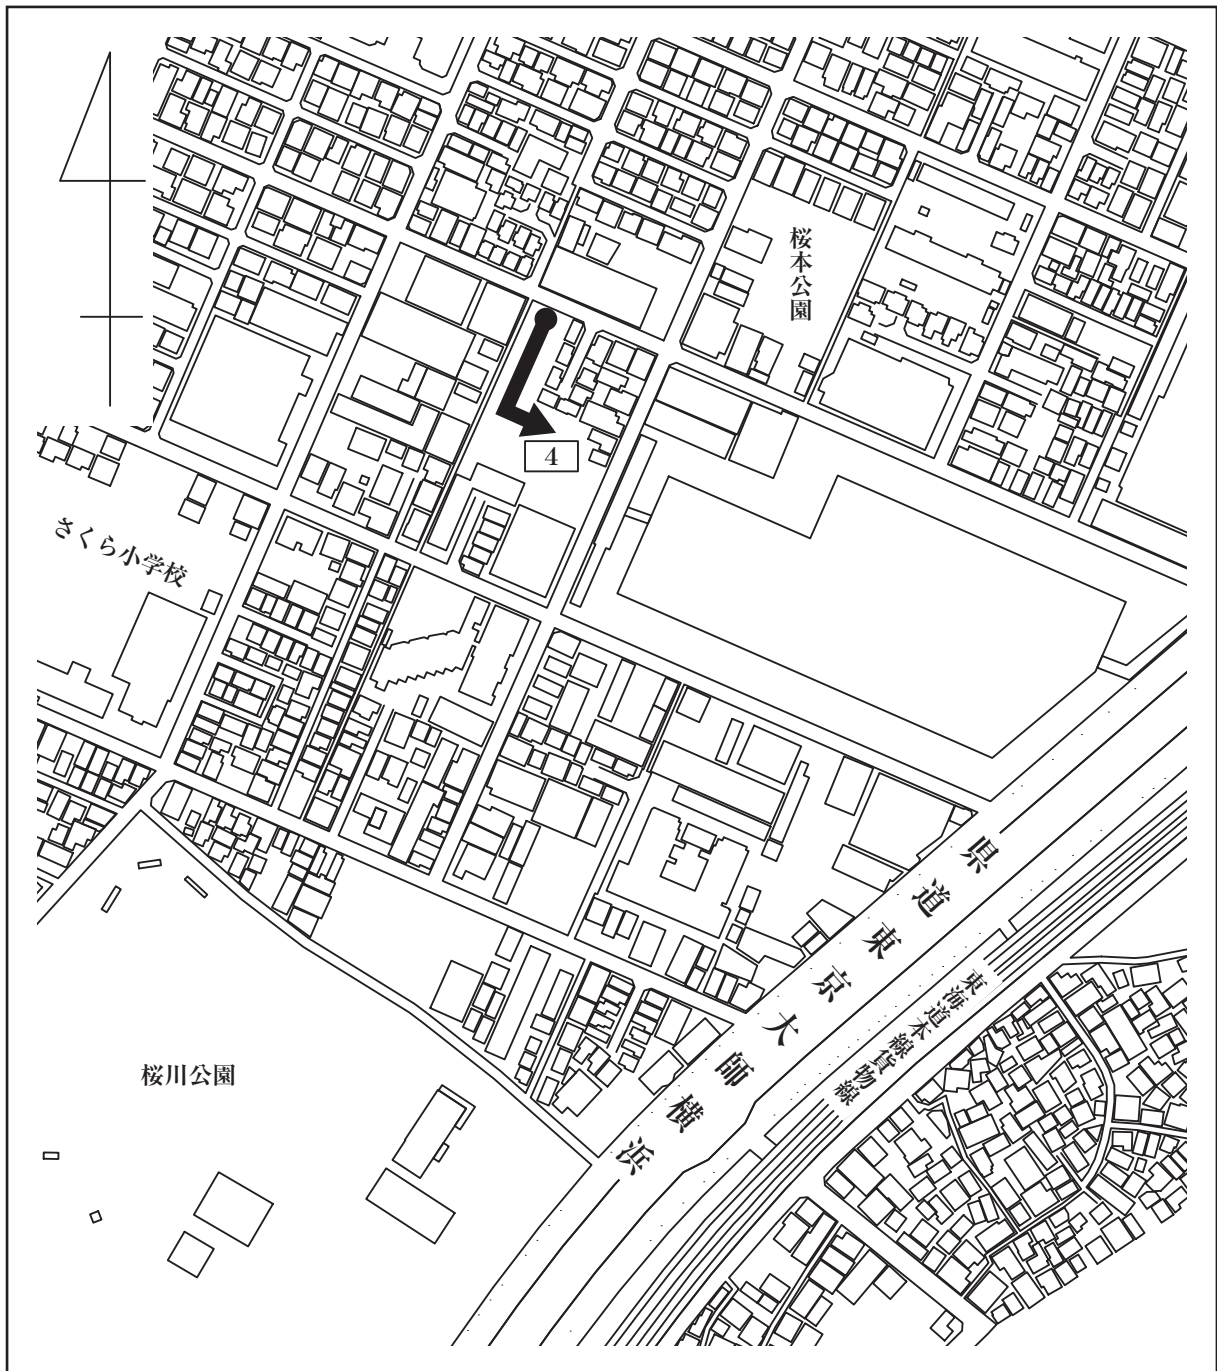 桜本公園
4
さくら小学校
県道東京大師横浜
東海道本線貨物線
桜川公園